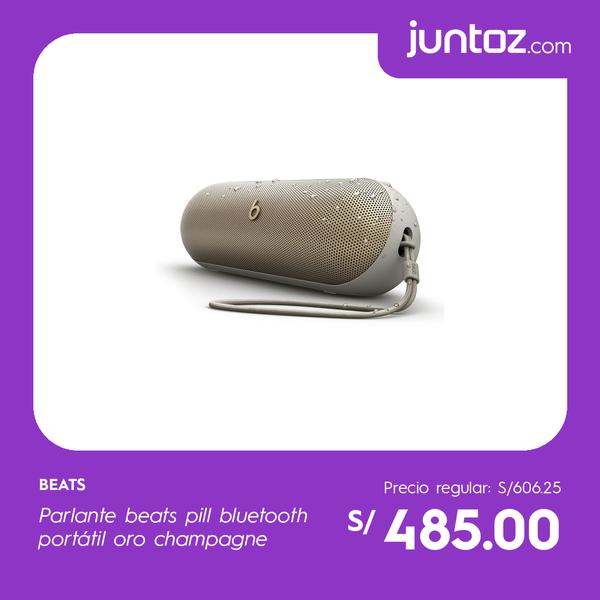 juntoz.com
BEATS
Parlante beats pill bluetooth
portátil oro champagne
Precio regular: S/606.25
S/ 485.00